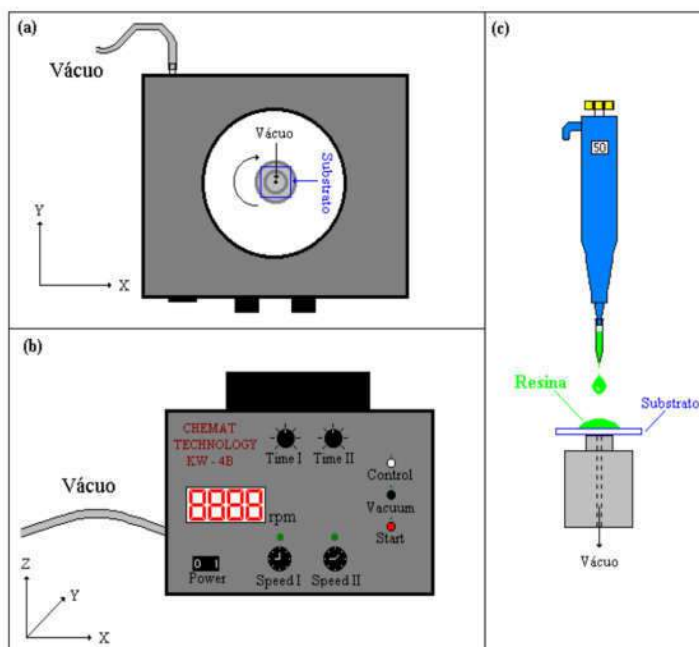 (a)
Vácuo
Vácuo
Substrato
Y
X
(b)
CHEMAT
TECHNOLOGY
KW - 4B
Time I
Time II
Control
Vacuum
Start
8888
rpm
Power
0 1
Speed I
Speed II
Vácuo
Z
Y
X
(c)
50
Resina
Substrato
Vácuo